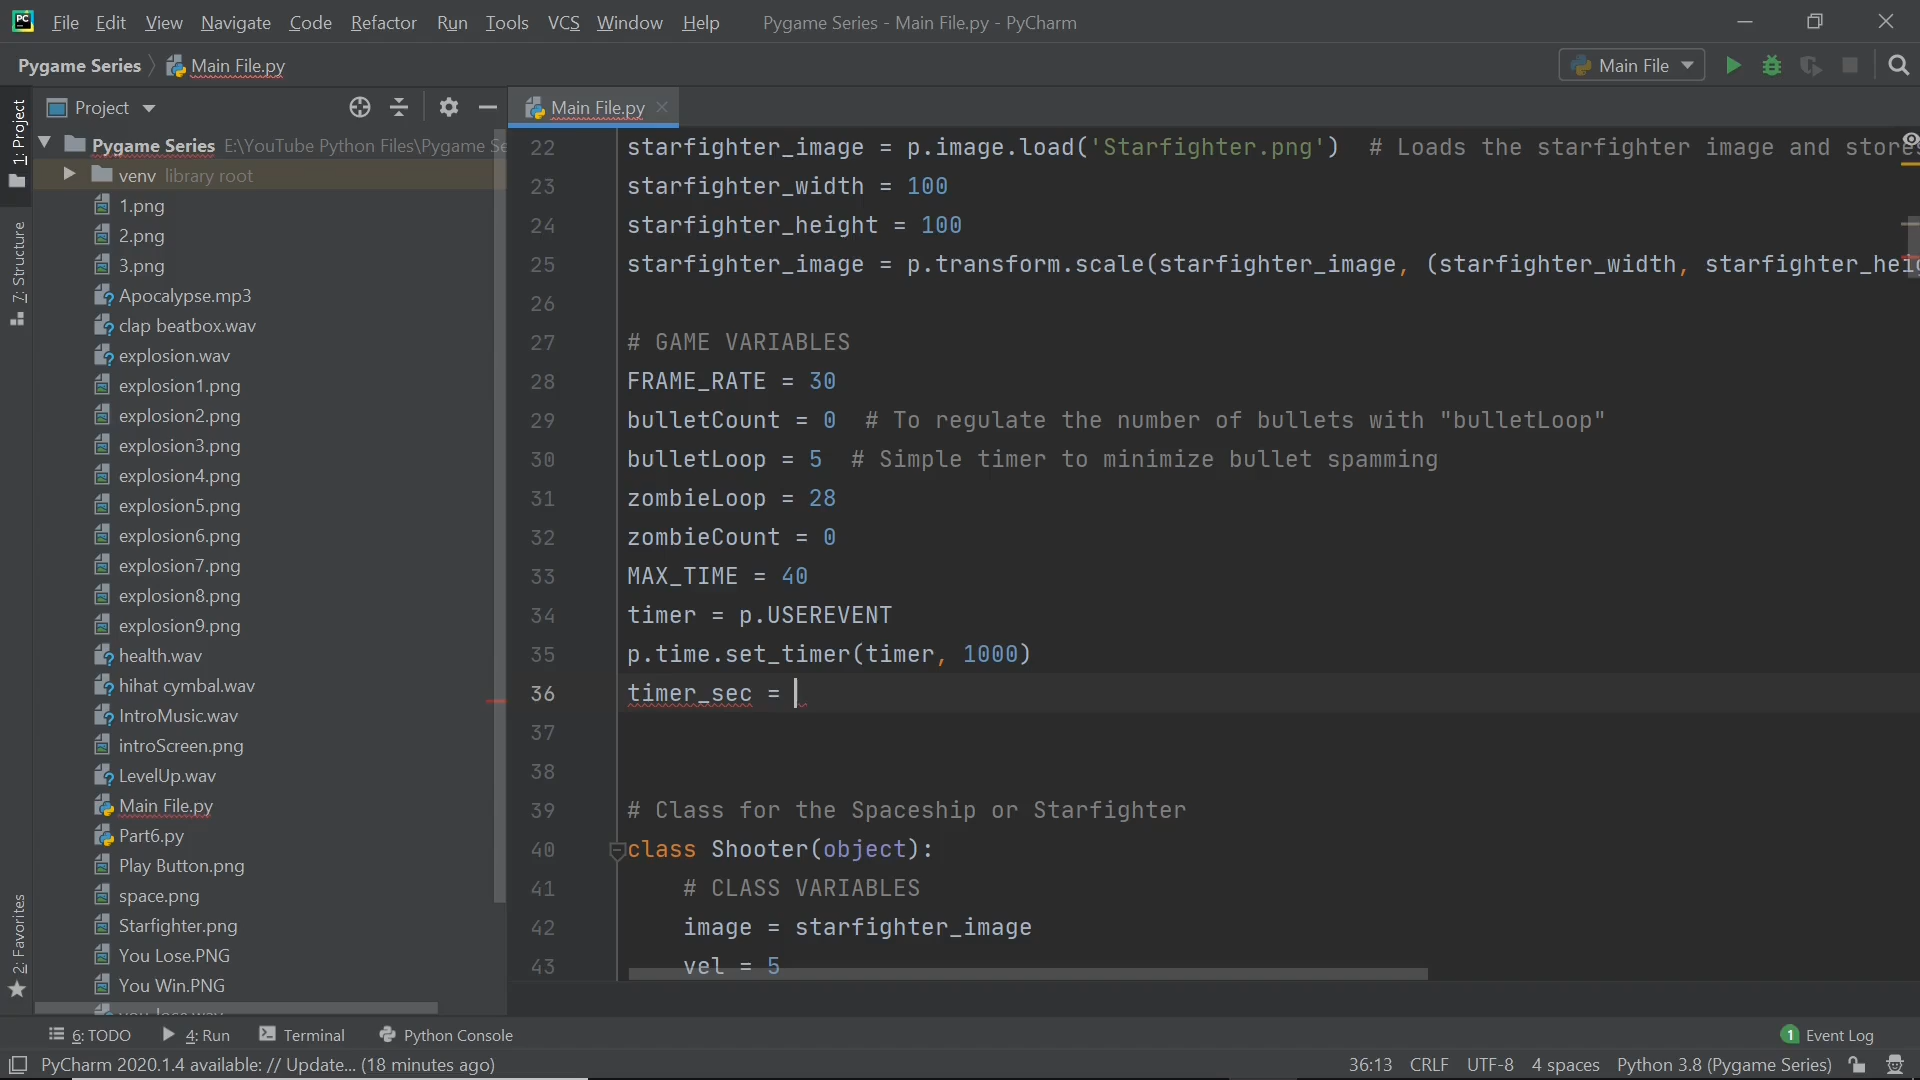 File Edit View Navigate Code Refactor Run Tools VCS Window Help Pygame Series - Main File.py - PyCharm
Pygame Series Main File.py Main File
Project Main File.py
1: Project
7: Structure
2: Favorites
Pygame Series E:\YouTube Python Files\Pygame Se
venv library root
1.png
2.png
3.png
Apocalypse.mp3
clap beatbox.wav
explosion.wav
explosion1.png
explosion2.png
explosion3.png
explosion4.png
explosion5.png
explosion6.png
explosion7.png
explosion8.png
explosion9.png
health.wav
hihat cymbal.wav
IntroMusic.wav
introScreen.png
LevelUp.wav
Main File.py
Part6.py
Play Button.png
space.png
Starfighter.png
You Lose.PNG
You Win.PNG
22 starfighter_image = p.image.load('Starfighter.png')  # Loads the starfighter image and stores
23 starfighter_width = 100
24 starfighter_height = 100
25 starfighter_image = p.transform.scale(starfighter_image, (starfighter_width, starfighter_heig
26
27 # GAME VARIABLES
28 FRAME_RATE = 30
29 bulletCount = 0  # To regulate the number of bullets with "bulletLoop"
30 bulletLoop = 5  # Simple timer to minimize bullet spamming
31 zombieLoop = 28
32 zombieCount = 0
33 MAX_TIME = 40
34 timer = p.USEREVENT
35 p.time.set_timer(timer, 1000)
36 timer_sec =
37
38
39 # Class for the Spaceship or Starfighter
40 class Shooter(object):
41     # CLASS VARIABLES
42     image = starfighter_image
43     vel = 5
6: TODO 4: Run Terminal Python Console 1 Event Log
PyCharm 2020.1.4 available: // Update... (18 minutes ago) 36:13 CRLF UTF-8 4 spaces Python 3.8 (Pygame Series)